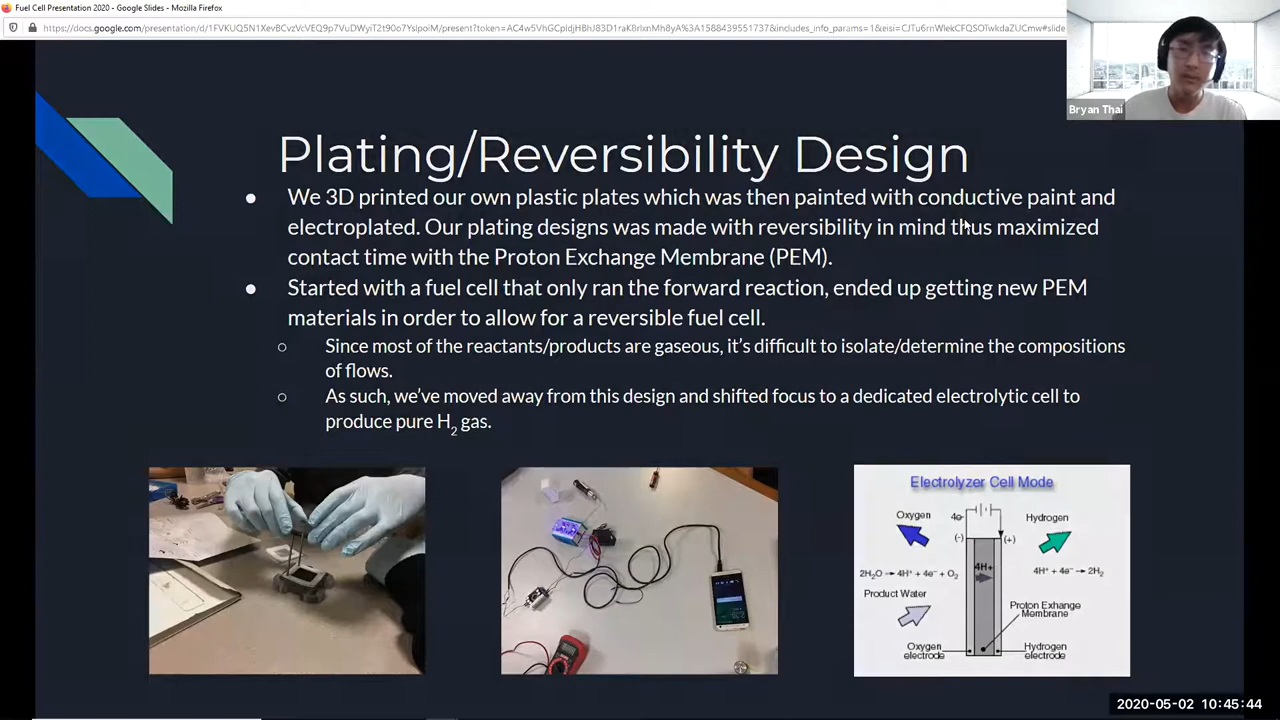 Fuel Cell Presentation 2020 - Google Slides - Mozilla Firefox
Bryan Thai
Plating/Reversibility Design
We 3D printed our own plastic plates which was then painted with conductive paint and
electroplated. Our plating designs was made with reversibility in mind thus maximized
contact time with the Proton Exchange Membrane (PEM).
Started with a fuel cell that only ran the forward reaction, ended up getting new PEM
materials in order to allow for a reversible fuel cell.
Since most of the reactants/products are gaseous, it's difficult to isolate/determine the compositions
of flows.
As such, we've moved away from this design and shifted focus to a dedicated electrolytic cell to
produce pure H2 gas.
Electrolyzer Cell Mode
Oxygen
4e-
Hydrogen
(-)
(+)
4H+
2H2O → 4H+ + 4e- + O2
4H+ + 4e- → 2H2
Product Water
Proton Exhange
Membrane
Oxygen
electrode
Hydrogen
electrode
2020-05-02 10:45:44